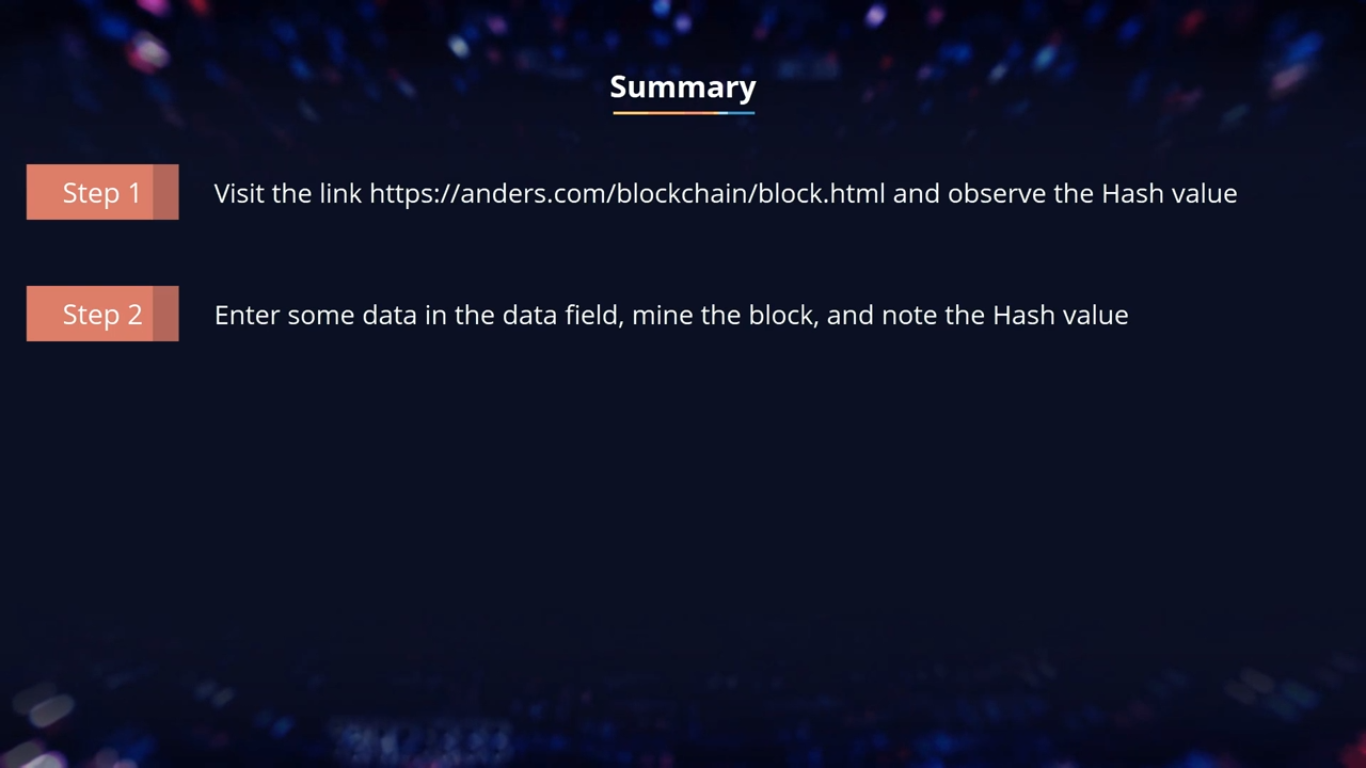 Summary
Step 1 Visit the link https://anders.com/blockchain/block.html and observe the Hash value
Step 2 Enter some data in the data field, mine the block, and note the Hash value